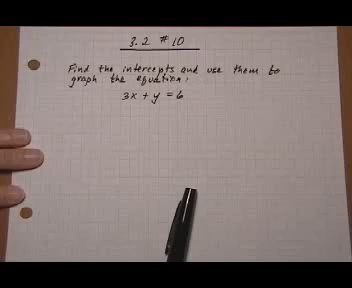 3.2 #10
Find the intercepts and use them to
graph the equation:
3x + y = 6